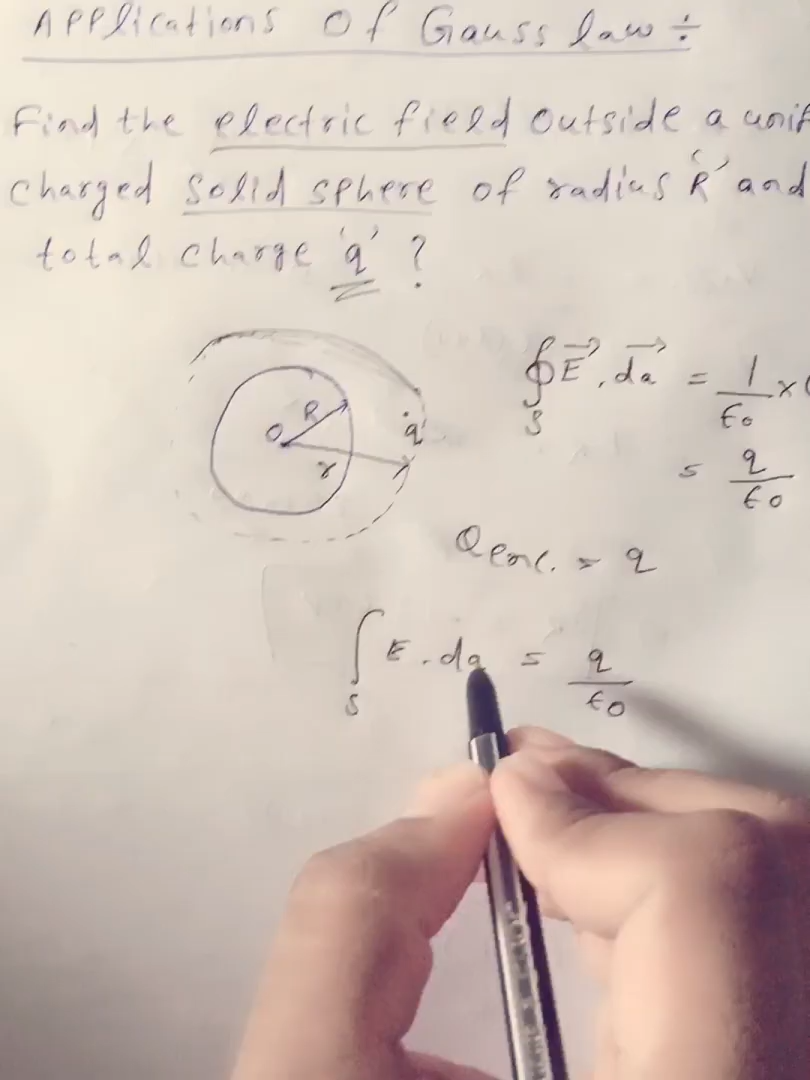 Applications Of Gauss law ÷
Find the electric field outside a unif
charged solid sphere of radius 'R' and
total charge 'q' ?
∮ E⃗ . da⃗ = 1/ϵ₀ ×
S
= q/ϵ₀
O R r q
Qenc. = q
∫ E . da = q/ϵ₀
S